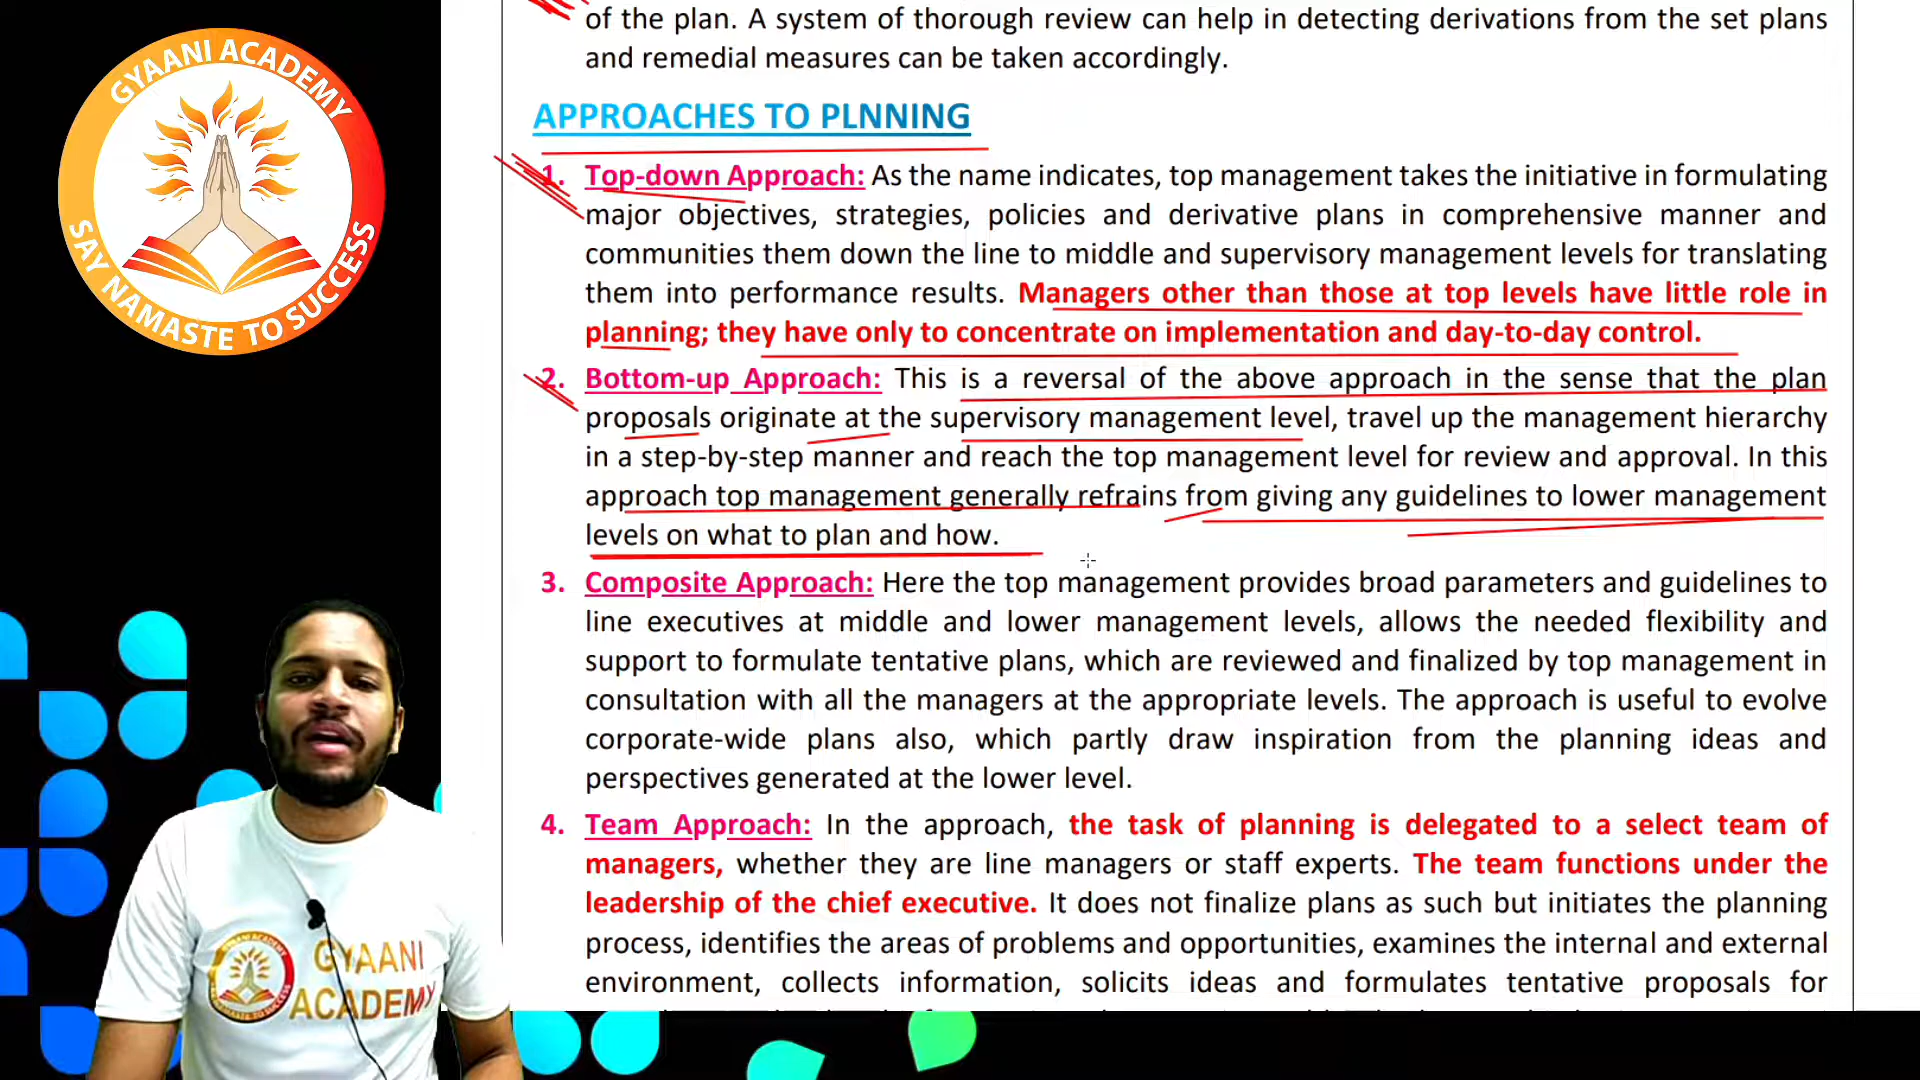 GYAANI ACADEMY
SAY NAMASTE TO SUCCESS
of the plan. A system of thorough review can help in detecting derivations from the set plans
and remedial measures can be taken accordingly.
APPROACHES TO PLNNING
1. Top-down Approach: As the name indicates, top management takes the initiative in formulating
major objectives, strategies, policies and derivative plans in comprehensive manner and
communities them down the line to middle and supervisory management levels for translating
them into performance results. Managers other than those at top levels have little role in
planning; they have only to concentrate on implementation and day-to-day control.
2. Bottom-up Approach: This is a reversal of the above approach in the sense that the plan
proposals originate at the supervisory management level, travel up the management hierarchy
in a step-by-step manner and reach the top management level for review and approval. In this
approach top management generally refrains from giving any guidelines to lower management
levels on what to plan and how.
3. Composite Approach: Here the top management provides broad parameters and guidelines to
line executives at middle and lower management levels, allows the needed flexibility and
support to formulate tentative plans, which are reviewed and finalized by top management in
consultation with all the managers at the appropriate levels. The approach is useful to evolve
corporate-wide plans also, which partly draw inspiration from the planning ideas and
perspectives generated at the lower level.
4. Team Approach: In the approach, the task of planning is delegated to a select team of
managers, whether they are line managers or staff experts. The team functions under the
leadership of the chief executive. It does not finalize plans as such but initiates the planning
process, identifies the areas of problems and opportunities, examines the internal and external
environment, collects information, solicits ideas and formulates tentative proposals for
GYAANI
ACADEMY